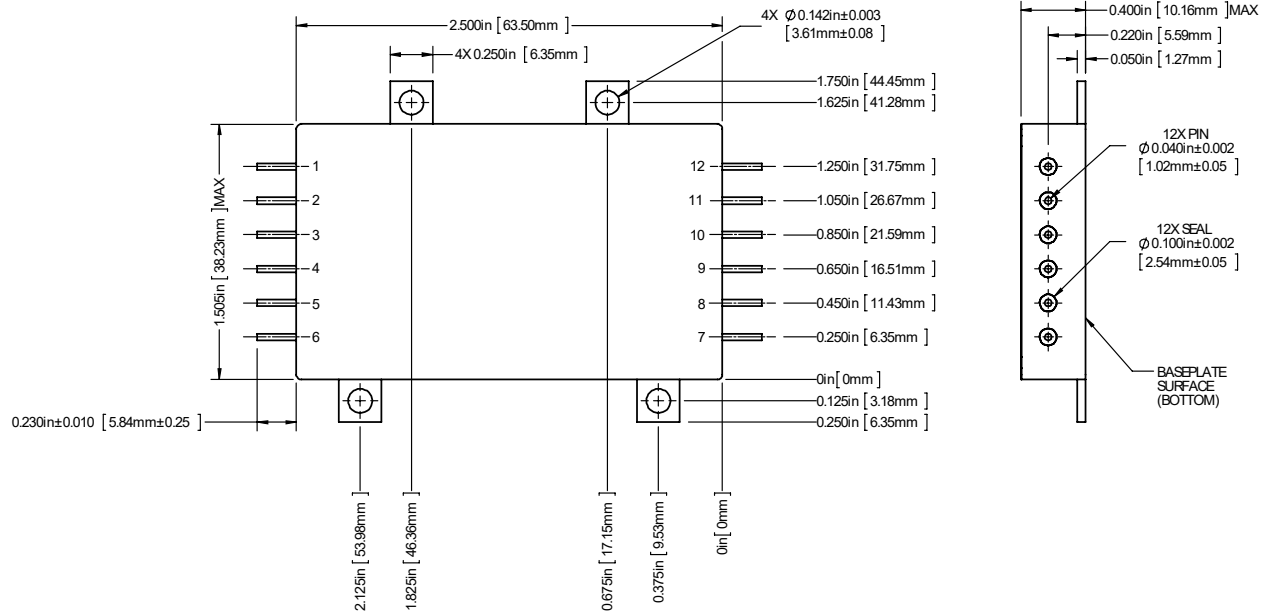 2.500in [ 63.50mm ]
4X 0.250in [ 6.35mm ]
4X Ø 0.142in±0.003
[ 3.61mm±0.08 ]
1.750in [ 44.45mm ]
1.625in [ 41.28mm ]
1.505in [ 38.23mm ] MAX
1
2
3
4
5
6
12
11
10
9
8
7
1.250in [ 31.75mm ]
1.050in [ 26.67mm ]
0.850in [ 21.59mm ]
0.650in [ 16.51mm ]
0.450in [ 11.43mm ]
0.250in [ 6.35mm ]
0in [ 0mm ]
0.125in [ 3.18mm ]
0.250in [ 6.35mm ]
0.230in±0.010 [ 5.84mm±0.25 ]
2.125in [ 53.98mm ]
1.825in [ 46.36mm ]
0.675in [ 17.15mm ]
0.375in [ 9.53mm ]
0in [ 0mm ]
0.400in [ 10.16mm ] MAX
0.220in [ 5.59mm ]
0.050in [ 1.27mm ]
12X PIN
Ø 0.040in±0.002
[ 1.02mm±0.05 ]
12X SEAL
Ø 0.100in±0.002
[ 2.54mm±0.05 ]
BASEPLATE
SURFACE
(BOTTOM)